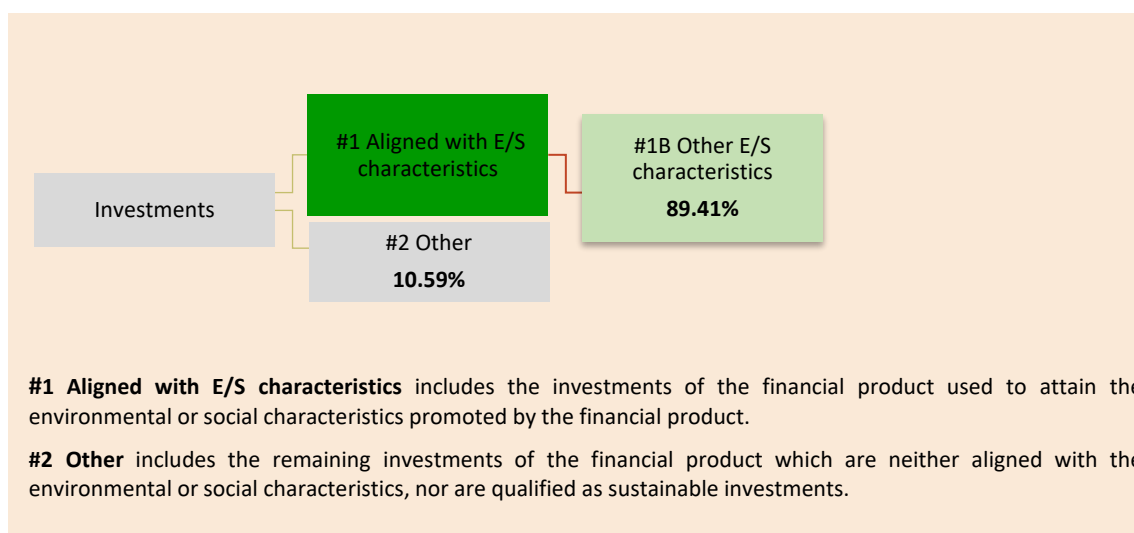 #1 Aligned with E/S
characteristics
#1B Other E/S
characteristics
89.41%
Investments
#2 Other
10.59%
#1 Aligned with E/S characteristics includes the investments of the financial product used to attain the
environmental or social characteristics promoted by the financial product.
#2 Other includes the remaining investments of the financial product which are neither aligned with the
environmental or social characteristics, nor are qualified as sustainable investments.